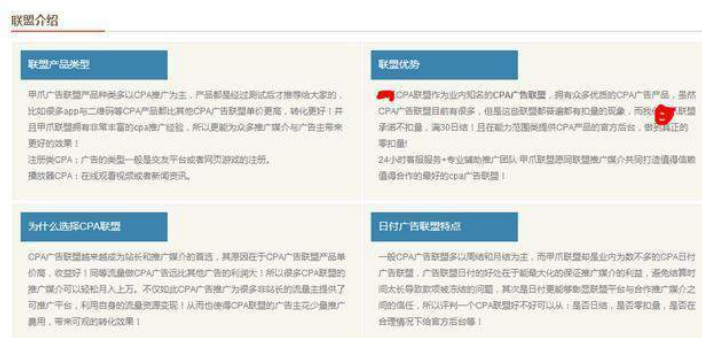 联盟介绍
联盟产品类型
甲爪广告联盟产品种类多以CPA推广为主，产品都是经过测试后才推荐给大家的，
比如很多app与二维码等CPA产品都比其他CPA广告联盟单价更高，转化更好！并
且甲爪联盟拥有非常丰富的cpa推广经验，所以更能为众多推广媒介与广告主带来
更好的效果！
注册类CPA：广告的类型一般是交友平台或者网页游戏的注册。
播放器CPA：在线观看视频或者新闻资讯。
联盟优势
CPA联盟作为业内知名的CPA广告联盟，拥有众多优质的CPA广告产品，虽然
CPA广告联盟目前有很多，但是这些联盟都普遍都有扣量的现象，而我 爪联盟
承诺不扣量，满30日结！且在能力范围类提供CPA产品的官方后台，做到真正的
零扣量!
24小时客服服务+专业辅助推广团队 甲爪联盟愿同联盟推广媒介共同打造值得信赖
值得合作的最好的cpa广告联盟！
为什么选择CPA联盟
CPA广告联盟越来越成为站长和推广媒介的首选，其原因在于CPA广告联盟产品单
价高，收益好！同等流量做CPA广告远比其他广告的利润大！所以很多CPA联盟的
推广媒介可以轻松月入上万。不仅如此CPA广告推广为很多非站长的流量主提供了
可推广平台，利用自身的流量资源变现！从而也使得CPA联盟的广告主花少量推广
费用，带来可观的转化效果！
日付广告联盟特点
一般CPA广告联盟多以周结和月结为主，而甲爪联盟却是业内为数不多的CPA日付
广告联盟，广告联盟日付的好处在于能最大化的保证推广媒介的利益，避免结算时
间太长导致款项被冻结的问题，其次是日付更能够彰显联盟平台与合作推广媒介之
间的信任，所以评判一个CPA联盟好不好可以从：是否日结，是否零扣量，是否在
合理情况下给官方后台等！